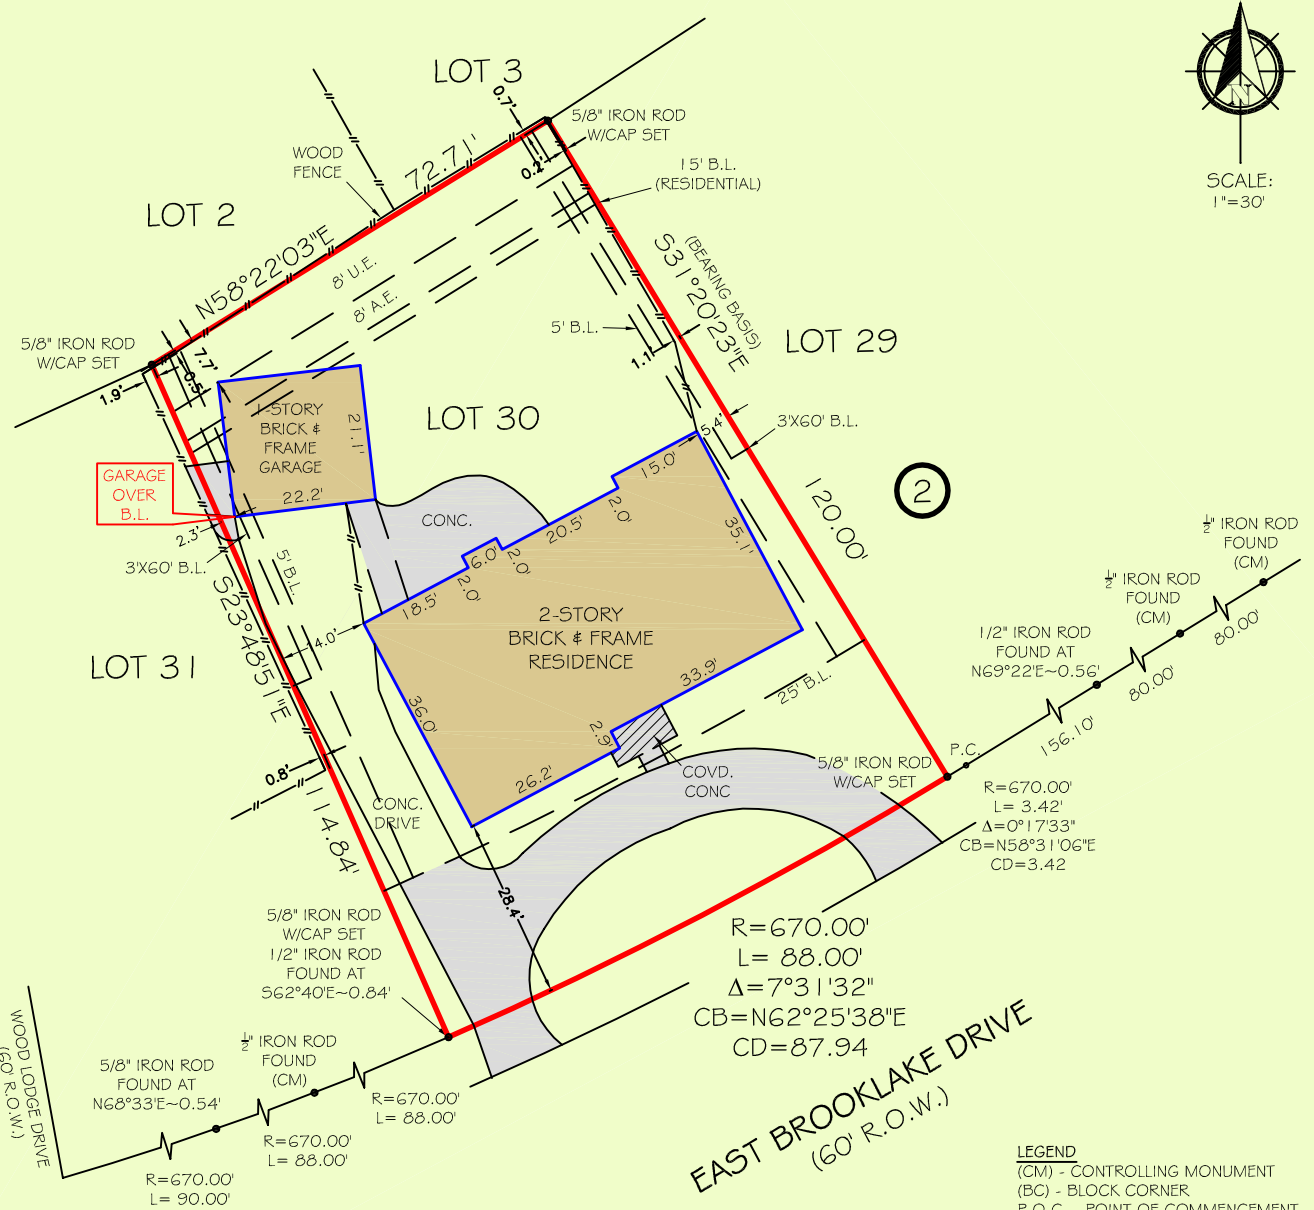 LOT 3
0.7'
5/8" IRON ROD
W/CAP SET
N
SCALE:
1"=30'
WOOD
FENCE
72.71'
0.2'
15' B.L.
(RESIDENTIAL)
LOT 2
N58°22'03"E
8' U.E.
8' A.E.
(BEARING BASIS)
S31°20'23"E
5/8" IRON ROD
W/CAP SET
7.7'
0.5'
1.9'
5' B.L.
1.1'
LOT 29
1-STORY
BRICK &
FRAME
GARAGE
21.1'
22.2'
LOT 30
5.4'
3'X60' B.L.
GARAGE
OVER
B.L.
2.3'
3'X60' B.L.
5' B.L.
CONC.
15.0'
2.0'
20.5'
2.0'
6.0'
2.0'
18.5'
35.1'
120.00'
2
1/2" IRON ROD
FOUND
(CM)
1/2" IRON ROD
FOUND
(CM)
80.00'
1/2" IRON ROD
FOUND AT
N69°22'E~0.56'
80.00'
156.10'
S23°48'51"E
14.0'
2-STORY
BRICK & FRAME
RESIDENCE
LOT 31
36.0'
33.9'
25' B.L.
2.9'
26.2'
COVD.
CONC
0.8'
CONC.
DRIVE
114.84'
5/8" IRON ROD
W/CAP SET
P.C.
R=670.00'
L= 3.42'
Δ=0°17'33"
CB=N58°31'06"E
CD=3.42
28.4'
5/8" IRON ROD
W/CAP SET
1/2" IRON ROD
FOUND AT
S62°40'E~0.84'
R=670.00'
L= 88.00'
Δ=7°31'32"
CB=N62°25'38"E
CD=87.94
EAST BROOKLAKE DRIVE
(60' R.O.W.)
WOOD LODGE DRIVE
(60' R.O.W.)
5/8" IRON ROD
FOUND AT
N68°33'E~0.54'
1/2" IRON ROD
FOUND
(CM)
R=670.00'
L= 88.00'
R=670.00'
L= 88.00'
R=670.00'
L= 90.00'
LEGEND
(CM) - CONTROLLING MONUMENT
(BC) - BLOCK CORNER
P.O.C. - POINT OF COMMENCEMENT